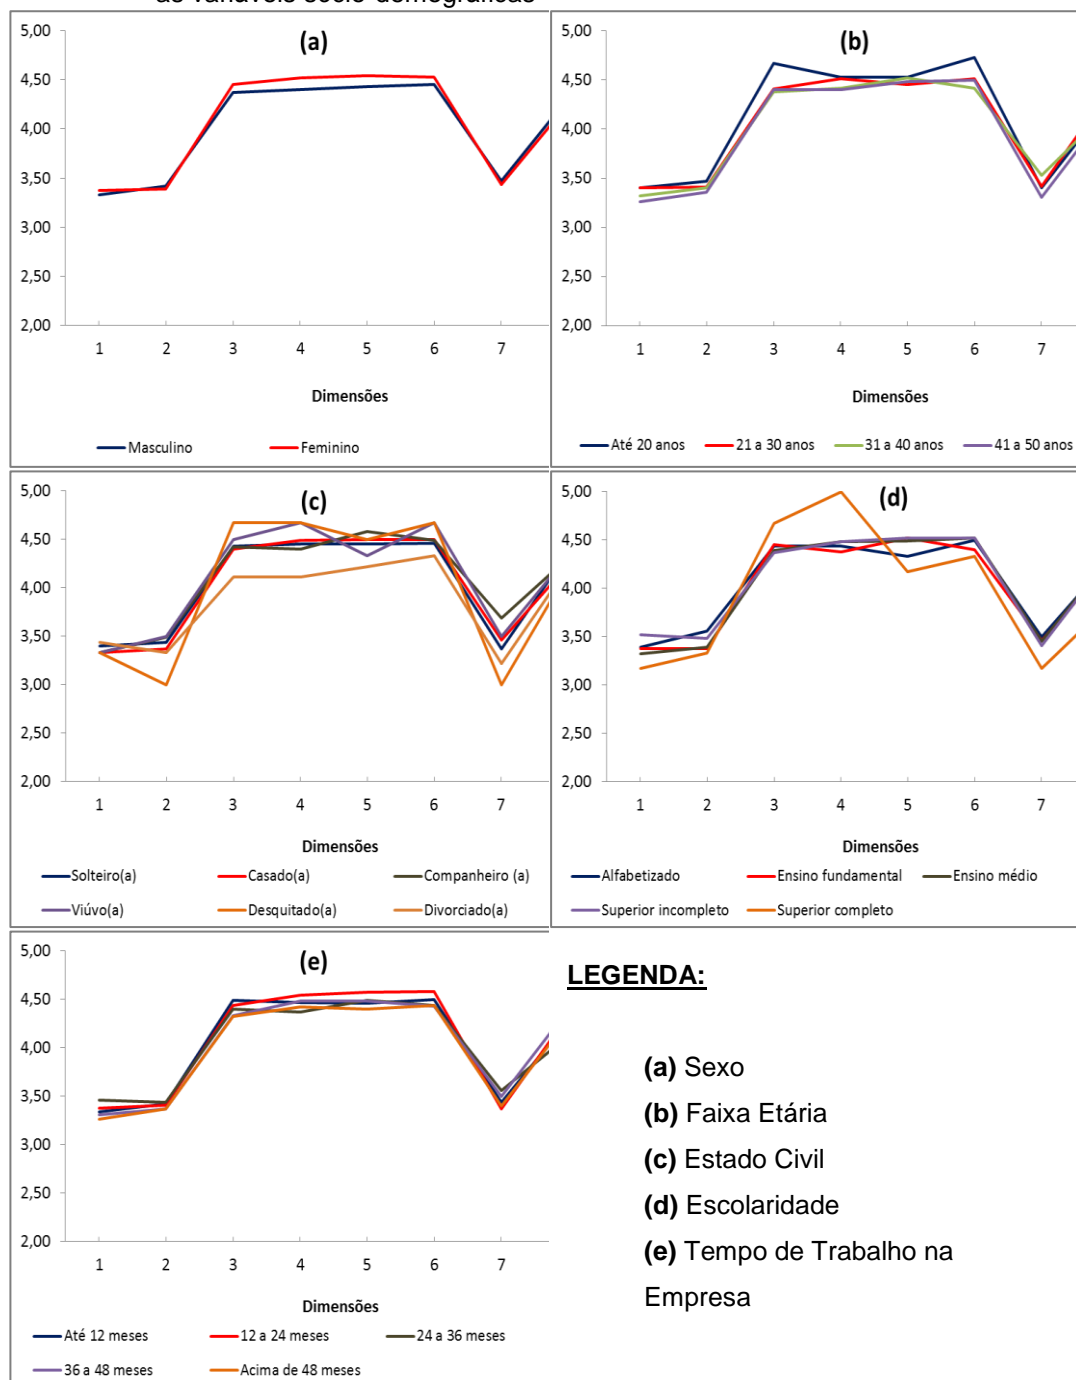 as variáveis sócio-demográficas
(a)
5,00
4,50
4,00
3,50
3,00
2,50
2,00
1 2 3 4 5 6 7
Dimensões
Masculino Feminino
(b)
5,00
4,50
4,00
3,50
3,00
2,50
2,00
1 2 3 4 5 6 7
Dimensões
Até 20 anos 21 a 30 anos 31 a 40 anos 41 a 50 anos
(c)
5,00
4,50
4,00
3,50
3,00
2,50
2,00
1 2 3 4 5 6 7
Dimensões
Solteiro(a) Casado(a) Companheiro (a)
Viúvo(a) Desquitado(a) Divorciado(a)
(d)
5,00
4,50
4,00
3,50
3,00
2,50
2,00
1 2 3 4 5 6 7
Dimensões
Alfabetizado Ensino fundamental Ensino médio
Superior incompleto Superior completo
(e)
5,00
4,50
4,00
3,50
3,00
2,50
2,00
1 2 3 4 5 6 7
Dimensões
Até 12 meses 12 a 24 meses 24 a 36 meses
36 a 48 meses Acima de 48 meses
LEGENDA:
(a) Sexo
(b) Faixa Etária
(c) Estado Civil
(d) Escolaridade
(e) Tempo de Trabalho na
Empresa